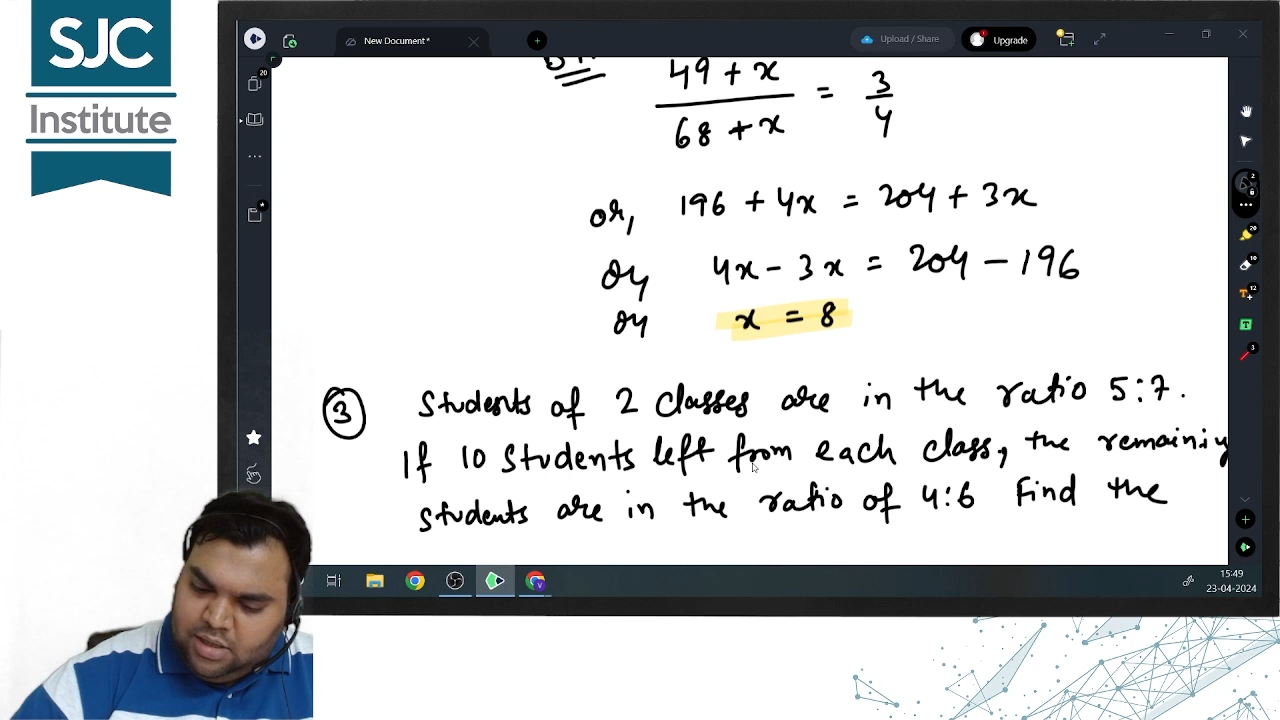 SJC
Institute
New Document*
Upload / Share
Upgrade
49 + x / 68 + x = 3 / 4
or, 196 + 4x = 204 + 3x
or 4x - 3x = 204 - 196
or x = 8
3 Students of 2 classes are in the ratio 5:7.
If 10 students left from each class, the remaining
students are in the ratio of 4:6 Find the
15:49
23-04-2024